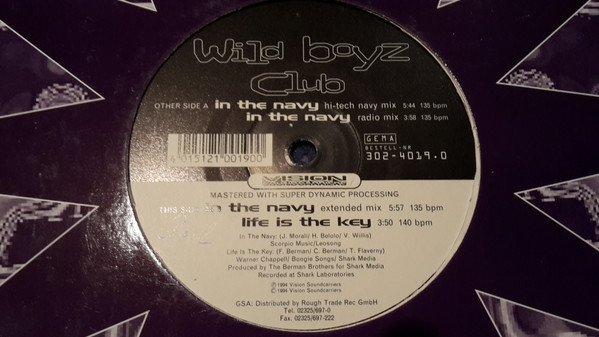 Wild boyz
Club
OTHER SIDE A in the navy hi-tech navy mix 5:44 135 bpm
in the navy radio mix 3:58 135 bpm
GEMA
BESTELL-NR
302-4019.0
4 015121 001900
VISION
MASTERED WITH SUPER DYNAMIC PROCESSING
THIS in the navy extended mix 5:57 135 bpm
life is the key 3:50 140 bpm
In The Navy: (J. Morali/ H. Belolo/ V. Willis)
Scorpio Music/Leosong
Life Is The Key: (F. Berman/ C. Berman/ T. Flaverny)
Warner Chappell/ Boogie Songs/ Shark Media
Produced by The Berman Brothers for Shark Media
Recorded at Shark Laboratories
℗ 1994 Vision Soundcarriers
© 1994 Vision Soundcarriers
GSA: Distributed by Rough Trade Rec GmbH
Tel. 02325/697-0
Fax. 02325/697-222